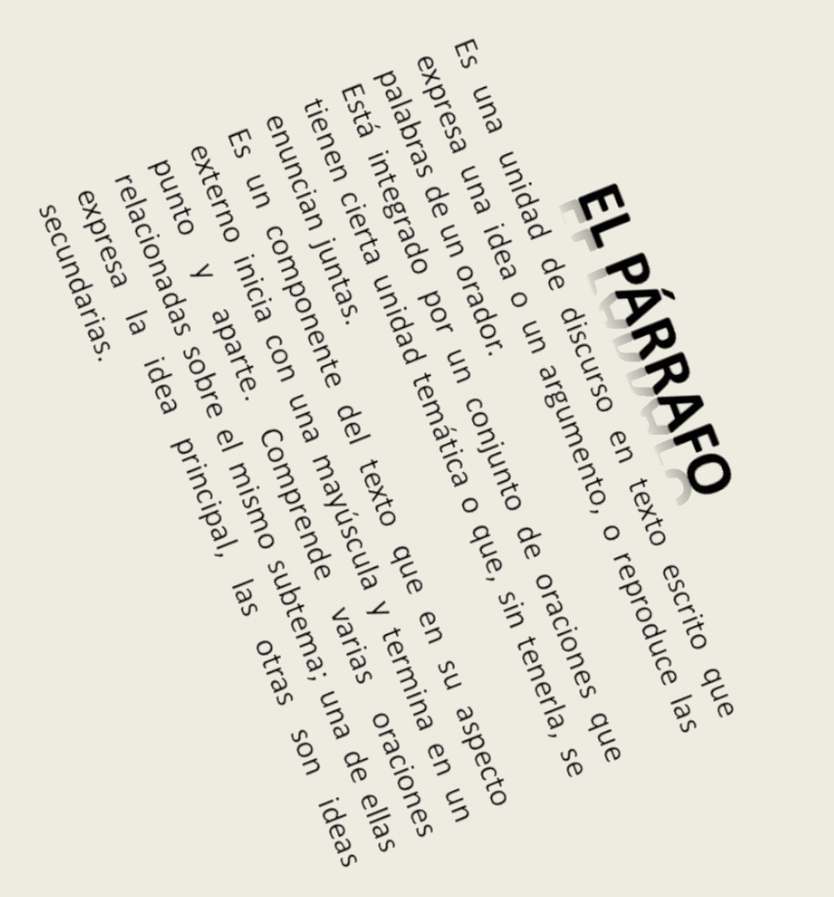 EL PÁRRAFO
Es una unidad de discurso en texto escrito que
expresa una idea o un argumento, o reproduce las
palabras de un orador.
Está integrado por un conjunto de oraciones que
tienen cierta unidad temática o que, sin tenerla, se
enuncian juntas.
Es un componente del texto que en su aspecto
externo inicia con una mayúscula y termina en un
punto y aparte. Comprende varias oraciones
relacionadas sobre el mismo subtema; una de ellas
expresa la idea principal, las otras son ideas
secundarias.